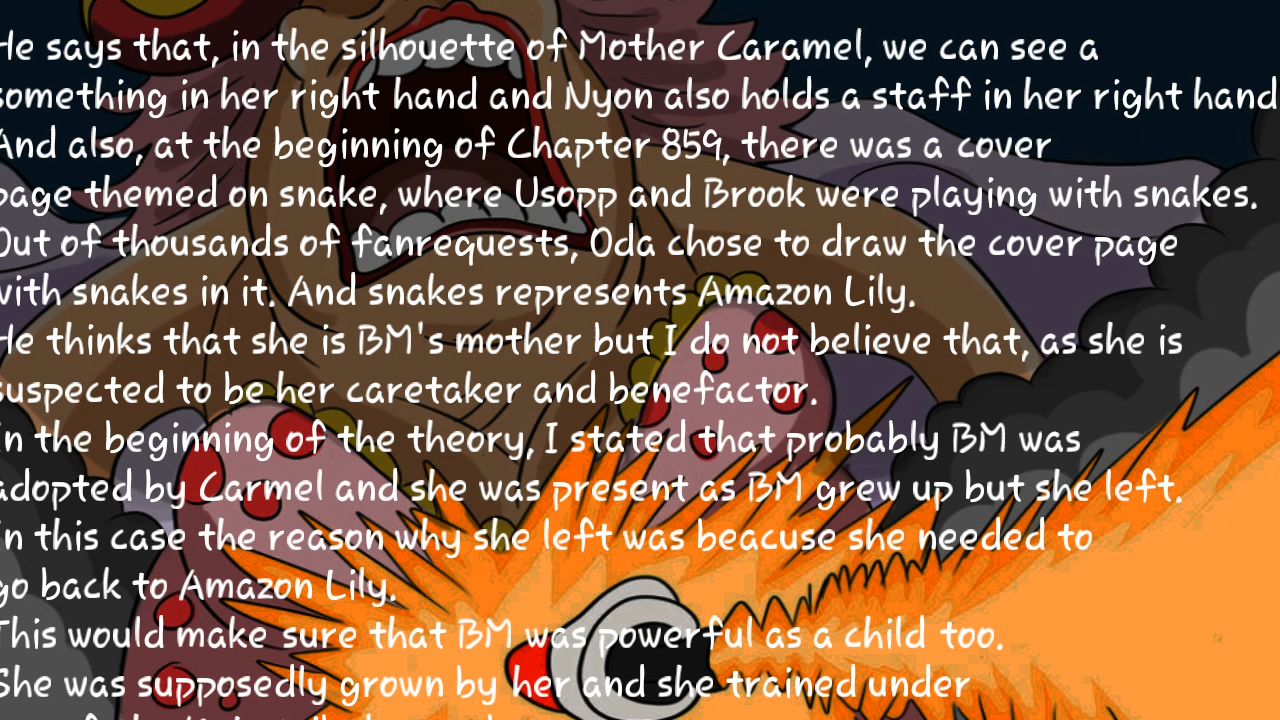 He says that, in the silhouette of Mother Caramel, we can see a
something in her right hand and Nyon also holds a staff in her right hand
And also, at the beginning of Chapter 859, there was a cover
page themed on snake, where Usopp and Brook were playing with snakes.
Out of thousands of fanrequests, Oda chose to draw the cover page
with snakes in it. And snakes represents Amazon Lily.
He thinks that she is BM's mother but I do not believe that, as she is
suspected to be her caretaker and benefactor.
In the beginning of the theory, I stated that probably BM was
adopted by Carmel and she was present as BM grew up but she left.
In this case the reason why she left was beacuse she needed to
go back to Amazon Lily.
This would make sure that BM was powerful as a child too.
She was supposedly grown by her and she trained under